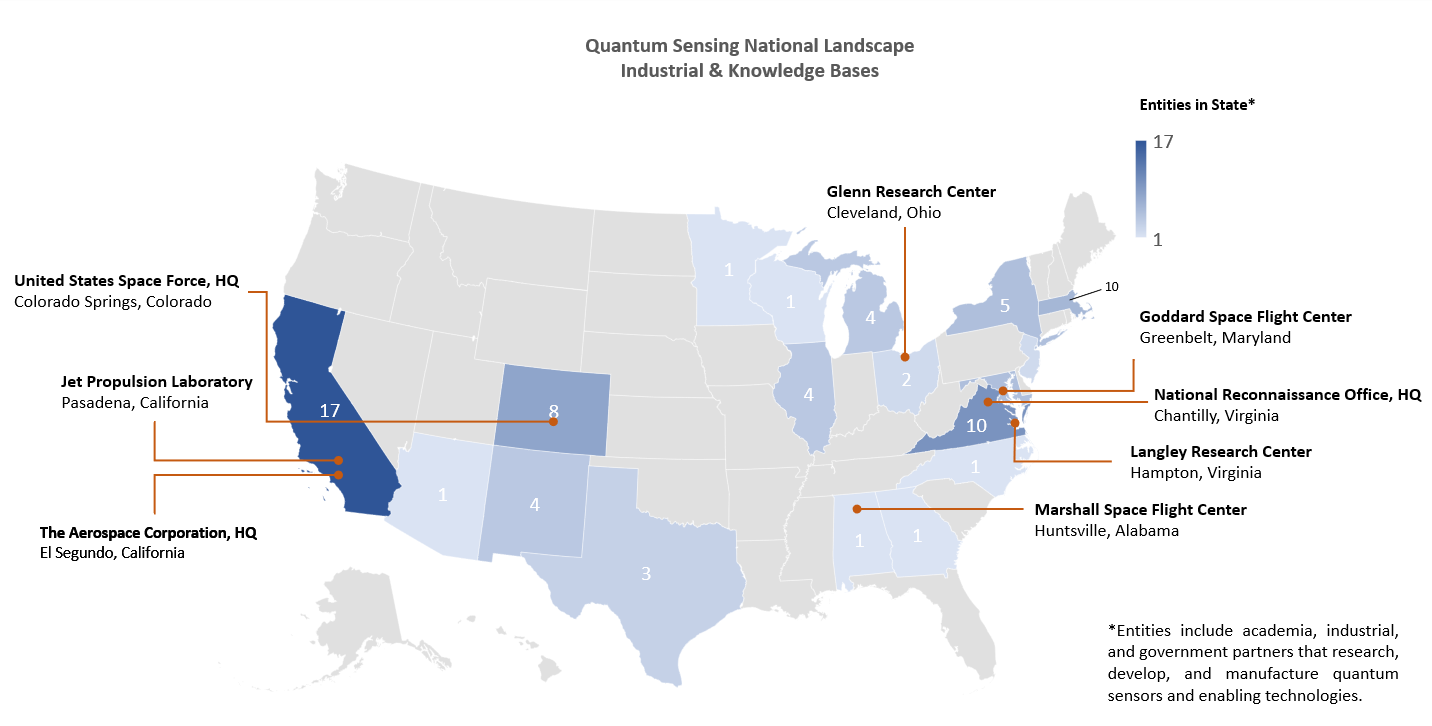 Quantum Sensing National Landscape
Industrial & Knowledge Bases
Entities in State*
17
1
Glenn Research Center
Cleveland, Ohio
United States Space Force, HQ
Colorado Springs, Colorado
1
1
4
5
10
Goddard Space Flight Center
Greenbelt, Maryland
Jet Propulsion Laboratory
Pasadena, California
17
8
4
2
10
National Reconnaissance Office, HQ
Chantilly, Virginia
Langley Research Center
Hampton, Virginia
1
4
1
Marshall Space Flight Center
Huntsville, Alabama
The Aerospace Corporation, HQ
El Segundo, California
3
1
1
*Entities include academia, industrial,
and government partners that research,
develop, and manufacture quantum
sensors and enabling technologies.